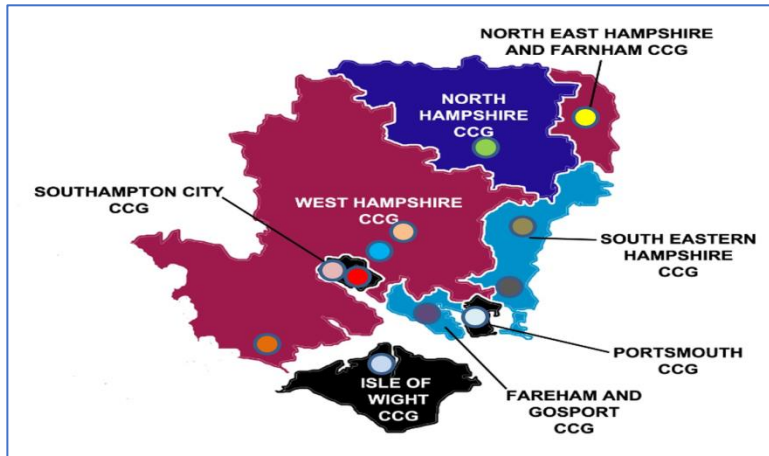 NORTH EAST HAMPSHIRE
AND FARNHAM CCG
NORTH
HAMPSHIRE
CCG
SOUTHAMPTON CITY
CCG
WEST HAMPSHIRE
CCG
SOUTH EASTERN
HAMPSHIRE
CCG
PORTSMOUTH
CCG
ISLE OF
WIGHT
CCG
FAREHAM AND
GOSPORT
CCG